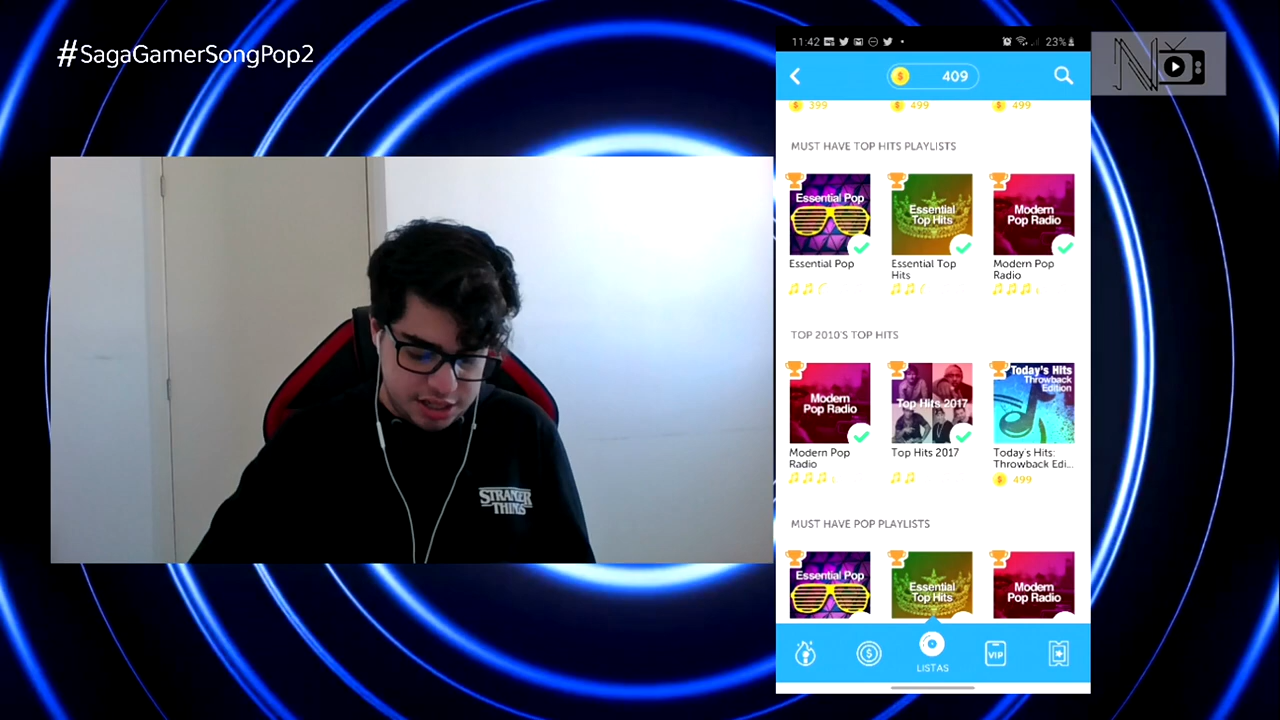 #SagaGamerSongPop2
11:42
23%
409
399
499
499
MUST HAVE TOP HITS PLAYLISTS
Essential Pop
Essential
Top Hits
Modern
Pop Radio
Essential Pop
Essential Top
Hits
Modern Pop
Radio
TOP 2010'S TOP HITS
Modern
Pop Radio
Top Hits 2017
Today's Hits:
Throwback
Edition
Modern Pop
Radio
Top Hits 2017
Today's Hits:
Throwback Edi...
499
MUST HAVE POP PLAYLISTS
Essential Pop
Essential
Top Hits
Modern
Pop Radio
VIP
LISTAS
STRANGER
THINGS